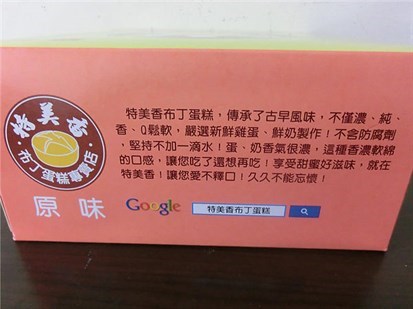 特美香
布丁蛋糕專賣店
原味
特美香布丁蛋糕，傳承了古早風味，不僅濃、純、
香、Q鬆軟，嚴選新鮮雞蛋、鮮奶製作！不含防腐劑
，堅持不加一滴水！蛋、奶香氣很濃，這種香濃軟綿
的口感，讓您吃了還想再吃！享受甜蜜好滋味，就在
特美香！讓您愛不釋口！久久不能忘懷！
Google 特美香布丁蛋糕